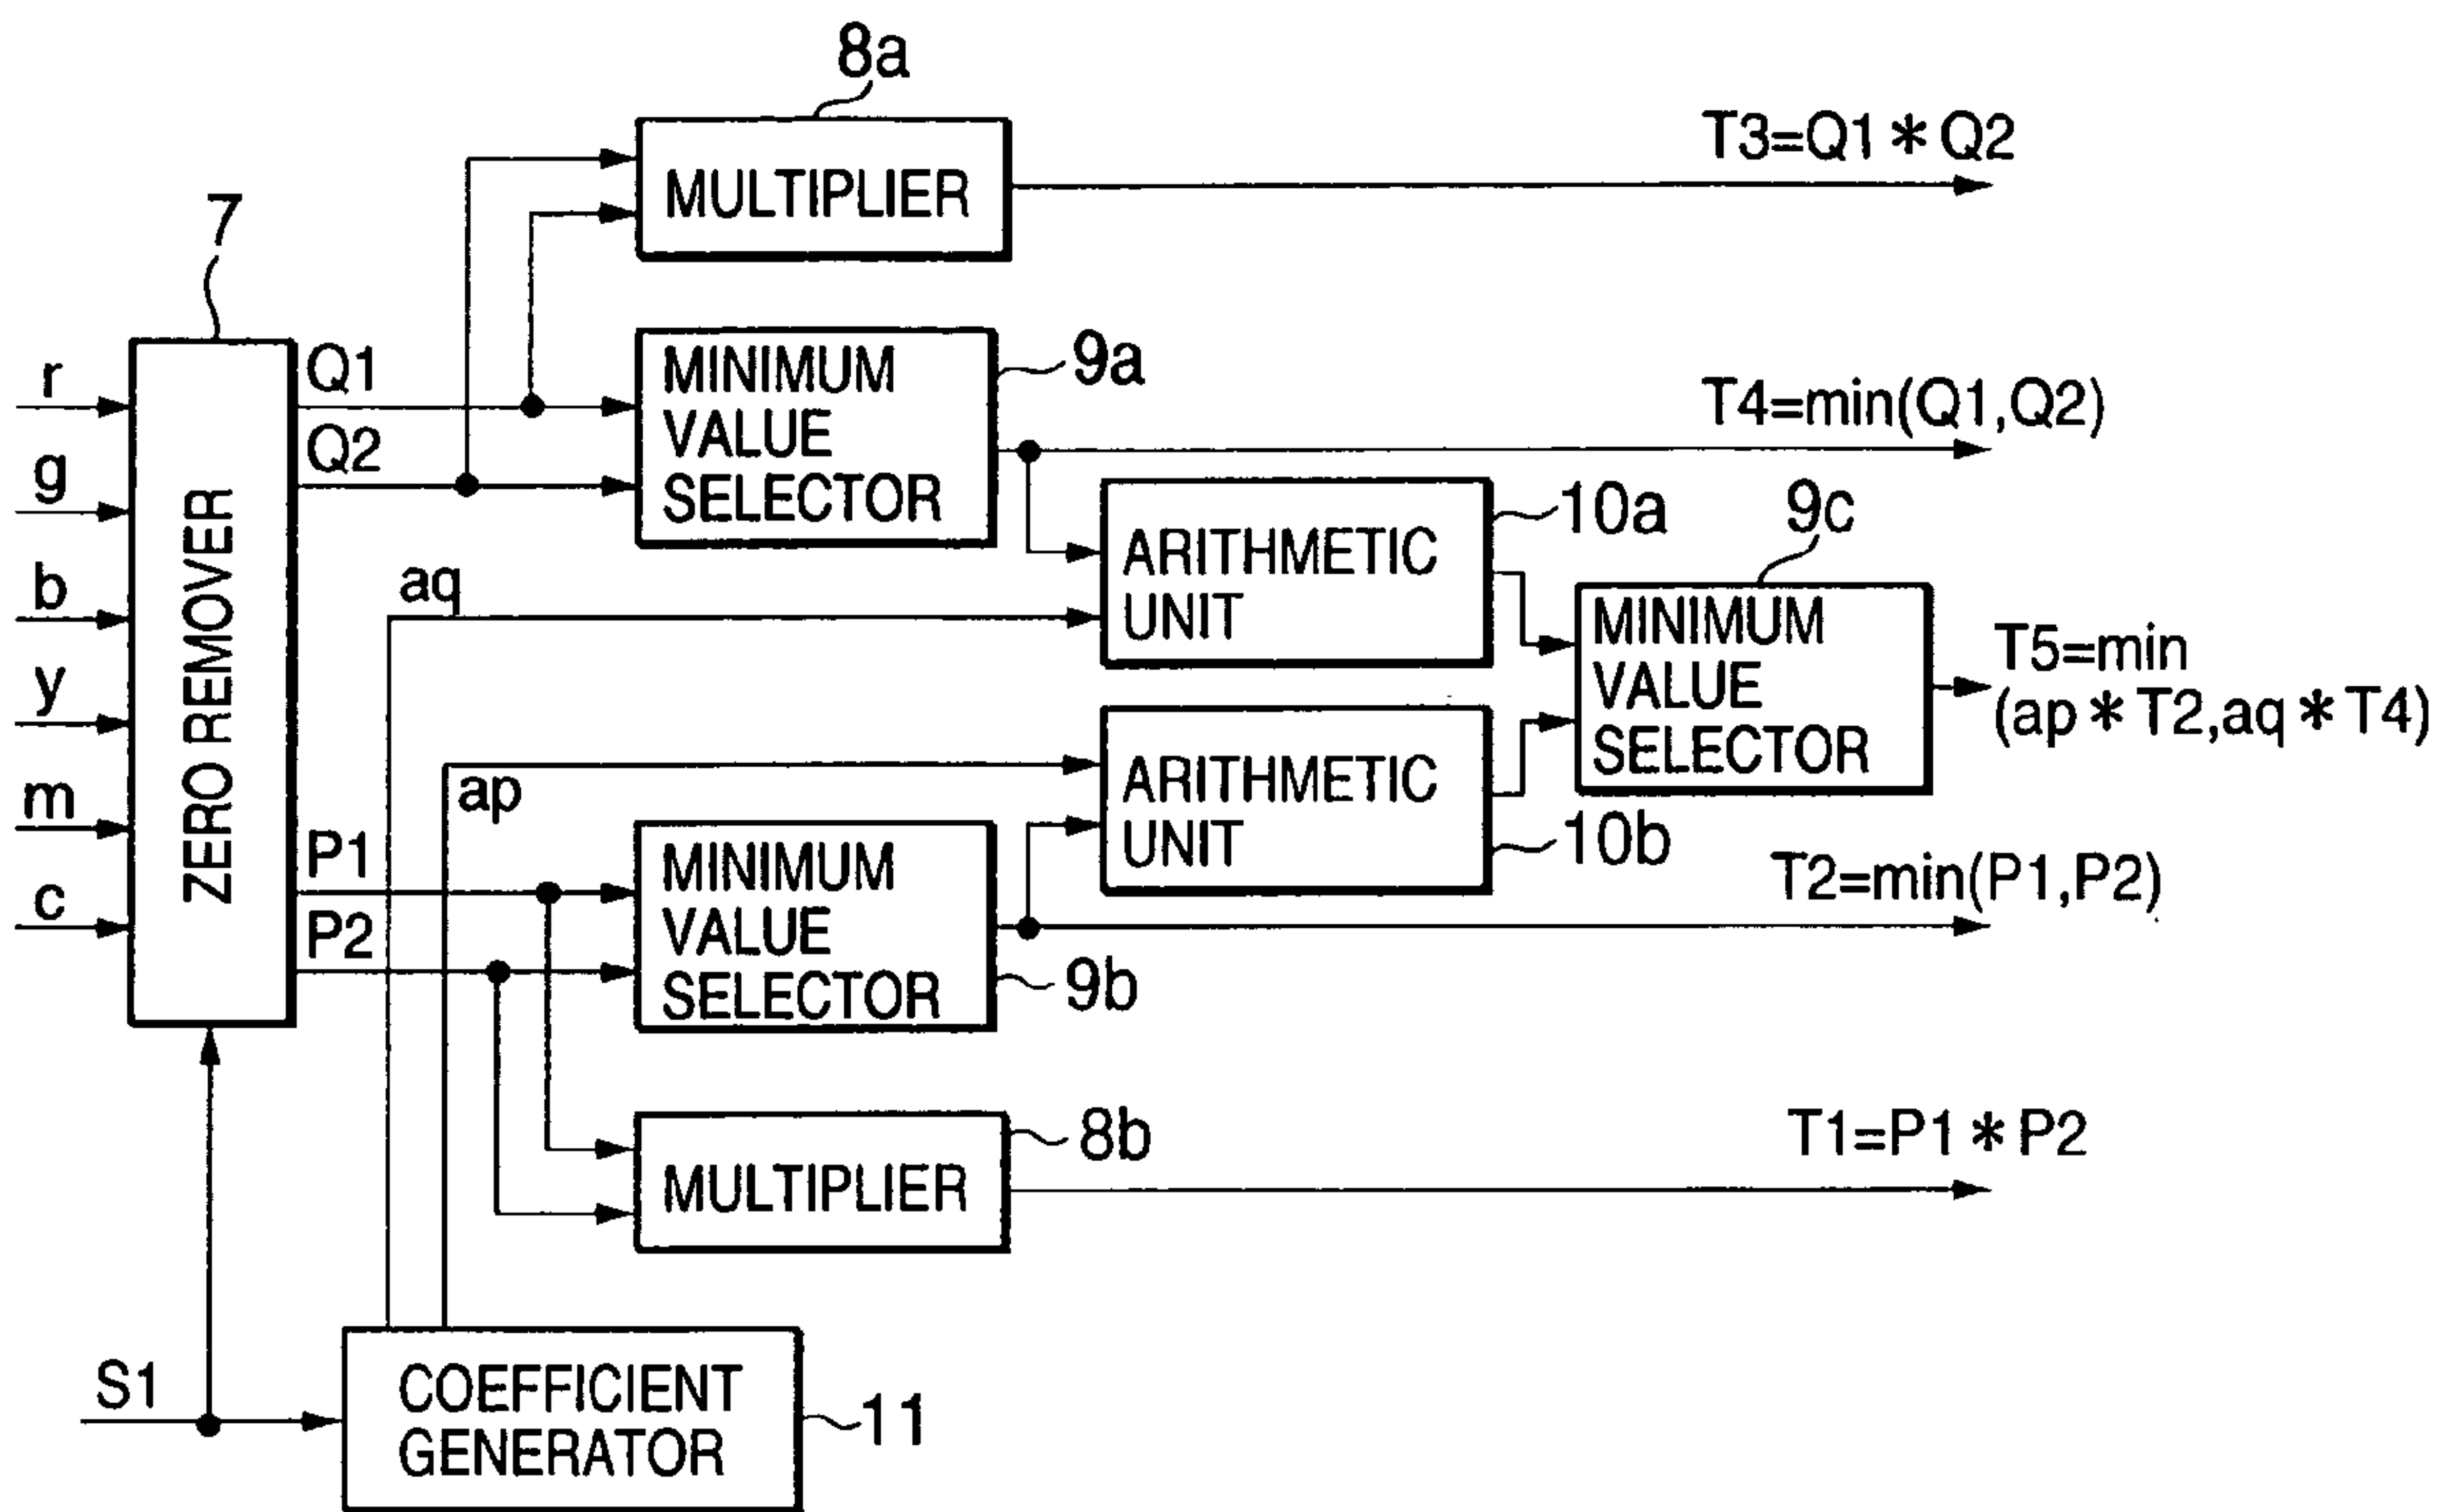 8a
MULTIPLIER
T3=Q1 * Q2
7
r
g
b
y
m
c
ZERO REMOVER
Q1
Q2
MINIMUM
VALUE
SELECTOR
9a
T4=min(Q1,Q2)
aq
ARITHMETIC
UNIT
10a
9c
MINIMUM
VALUE
SELECTOR
T5=min
(ap * T2,aq * T4)
ap
ARITHMETIC
UNIT
10b
P1
P2
MINIMUM
VALUE
SELECTOR
9b
T2=min(P1,P2)
MULTIPLIER
8b
T1=P1 * P2
S1
COEFFICIENT
GENERATOR
11